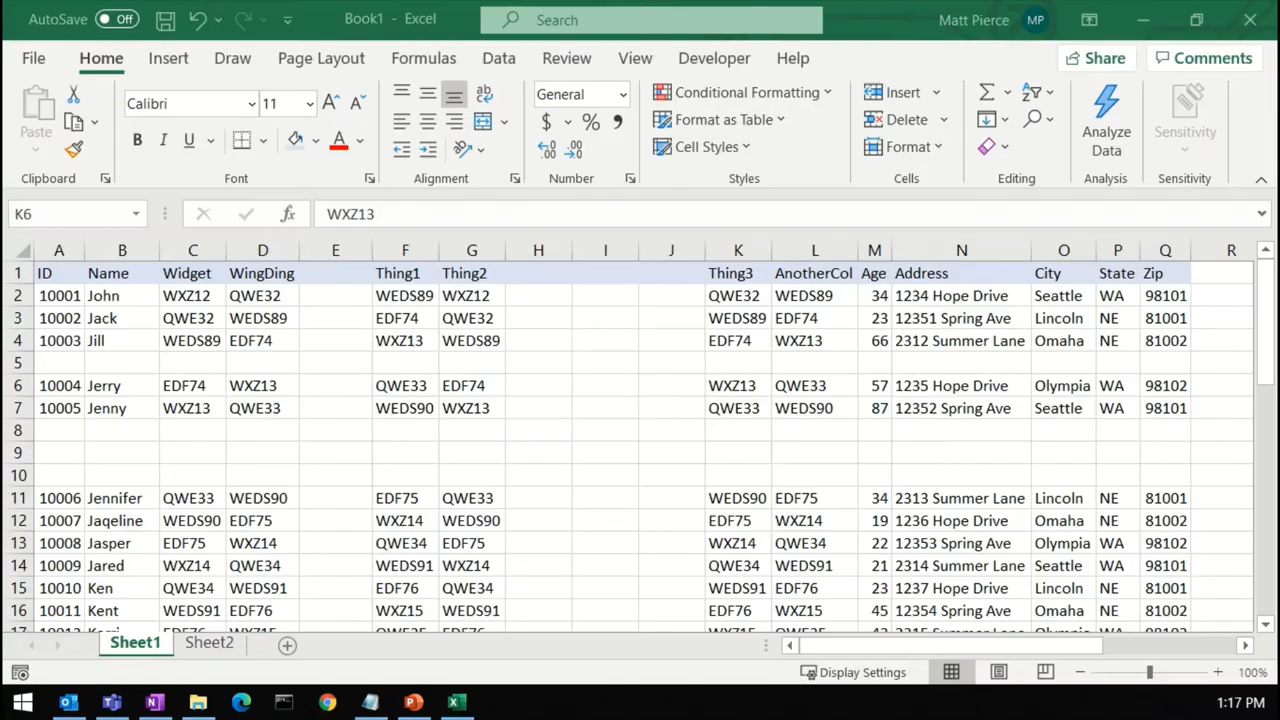 AutoSave Off Book1 - Excel Search Matt Pierce MP
File Home Insert Draw Page Layout Formulas Data Review View Developer Help Share Comments
Paste Calibri 11 General Conditional Formatting Insert Analyze Data Sensitivity
B I U A ab c $ % , Format as Table Delete
Cell Styles Format
Clipboard Font Alignment Number Styles Cells Editing Analysis Sensitivity
K6 fx WXZ13
A B C D E F G H I J K L M N O P Q R
1 ID Name Widget WingDing Thing1 Thing2 Thing3 AnotherCol Age Address City State Zip
2 10001 John WXZ12 QWE32 WEDS89 WXZ12 QWE32 WEDS89 34 1234 Hope Drive Seattle WA 98101
3 10002 Jack QWE32 WEDS89 EDF74 QWE32 WEDS89 EDF74 23 12351 Spring Ave Lincoln NE 81001
4 10003 Jill WEDS89 EDF74 WXZ13 WEDS89 EDF74 WXZ13 66 2312 Summer Lane Omaha NE 81002
5
6 10004 Jerry EDF74 WXZ13 QWE33 EDF74 WXZ13 QWE33 57 1235 Hope Drive Olympia WA 98102
7 10005 Jenny WXZ13 QWE33 WEDS90 WXZ13 QWE33 WEDS90 87 12352 Spring Ave Seattle WA 98101
8
9
10
11 10006 Jennifer QWE33 WEDS90 EDF75 QWE33 WEDS90 EDF75 34 2313 Summer Lane Lincoln NE 81001
12 10007 Jaqeline WEDS90 EDF75 WXZ14 WEDS90 EDF75 WXZ14 19 1236 Hope Drive Omaha NE 81002
13 10008 Jasper EDF75 WXZ14 QWE34 EDF75 WXZ14 QWE34 22 12353 Spring Ave Olympia WA 98102
14 10009 Jared WXZ14 QWE34 WEDS91 WXZ14 QWE34 WEDS91 21 2314 Summer Lane Seattle WA 98101
15 10010 Ken QWE34 WEDS91 EDF76 QWE34 WEDS91 EDF76 23 1237 Hope Drive Lincoln NE 81001
16 10011 Kent WEDS91 EDF76 WXZ15 WEDS91 EDF76 WXZ15 45 12354 Spring Ave Omaha NE 81002
Sheet1 Sheet2
Display Settings 100%
1:17 PM